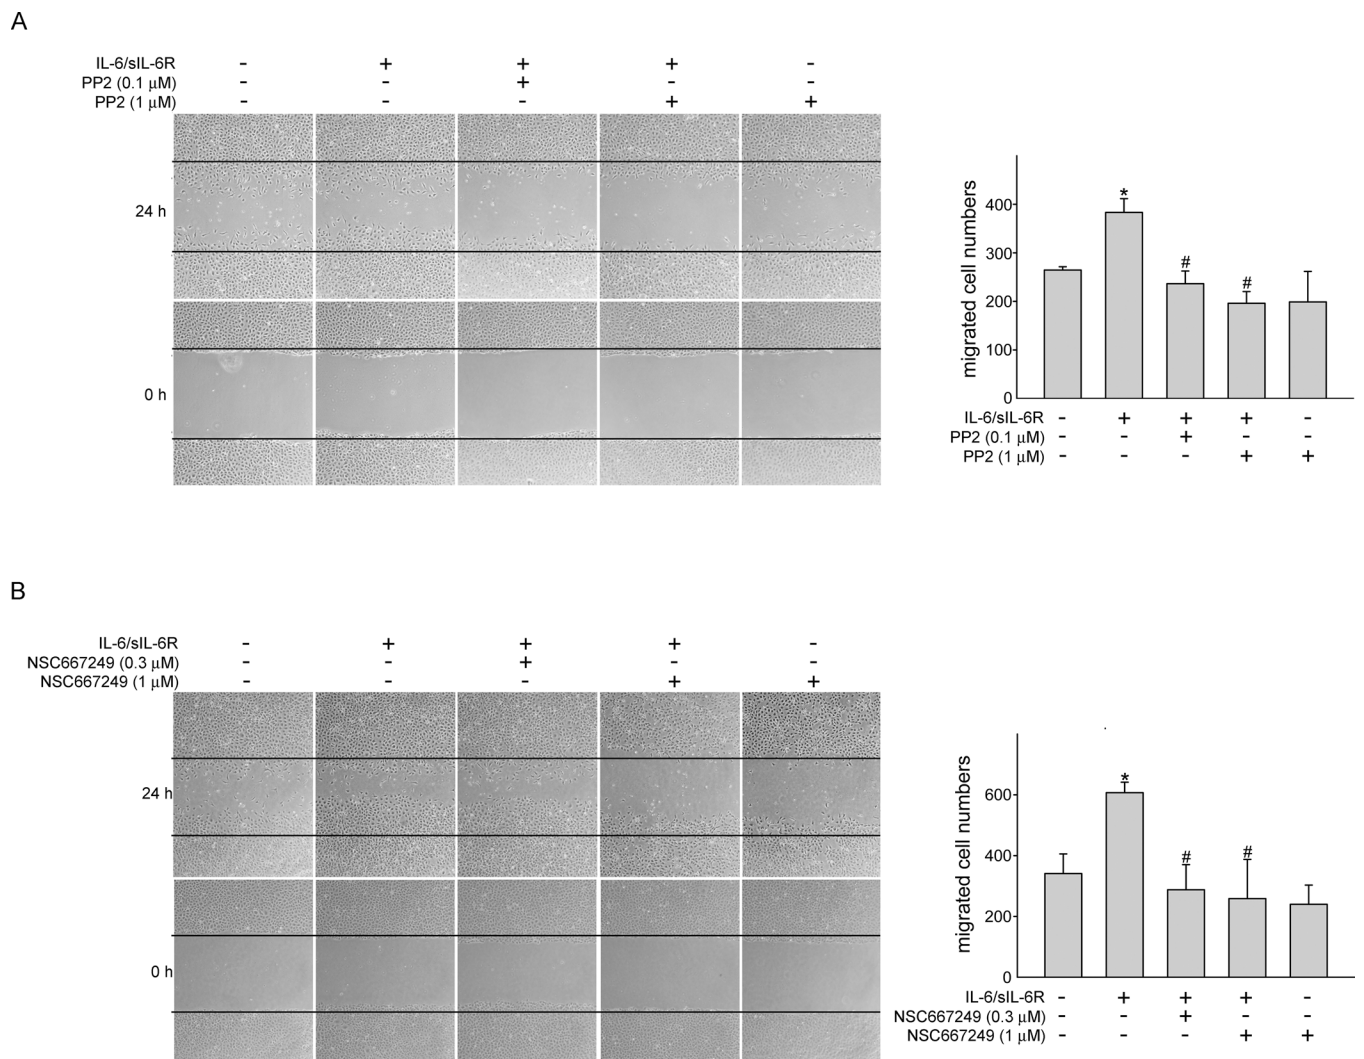 A
IL-6/sIL-6R - + + + -
PP2 (0.1 μM) - - + - -
PP2 (1 μM) - - - + +
24 h
0 h
migrated cell numbers
400
300
200
100
0
* # #
IL-6/sIL-6R - + + + -
PP2 (0.1 μM) - - + - -
PP2 (1 μM) - - - + +
B
IL-6/sIL-6R - + + + -
NSC667249 (0.3 μM) - - + - -
NSC667249 (1 μM) - - - + +
24 h
0 h
migrated cell numbers
600
400
200
0
* # #
IL-6/sIL-6R - + + + -
NSC667249 (0.3 μM) - - + - -
NSC667249 (1 μM) - - - + +